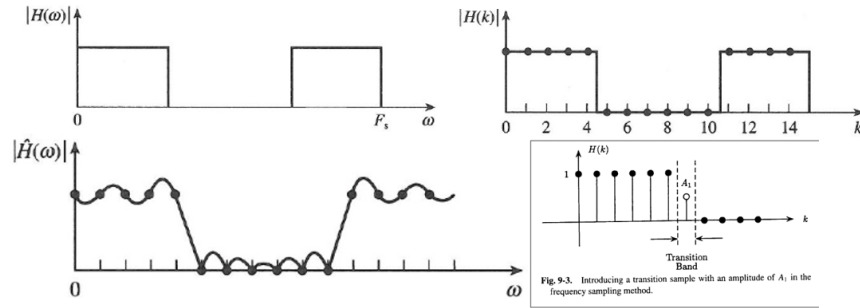 |H(ω)|
0
F_s
ω
|H(k)|
0 2 4 6 8 10 12 14
k
|Ĥ(ω)|
0
ω
H(k)
1
A₁
k
Transition
Band
Fig. 9-3. Introducing a transition sample with an amplitude of A₁ in the
frequency sampling method.